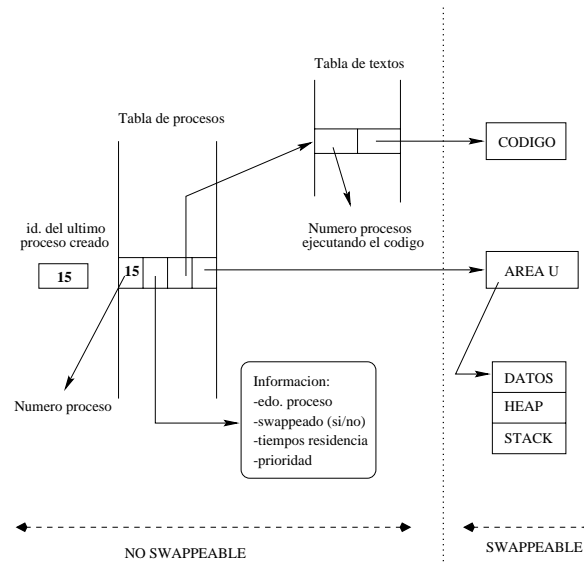 Tabla de textos
Tabla de procesos
CODIGO
Numero procesos
ejecutando el codigo
id. del ultimo
proceso creado
15
15
AREA U
Numero proceso
Informacion:
-edo. proceso
-swappeado (si/no)
-tiempos residencia
-prioridad
DATOS
HEAP
STACK
NO SWAPPEABLE
SWAPPEABLE